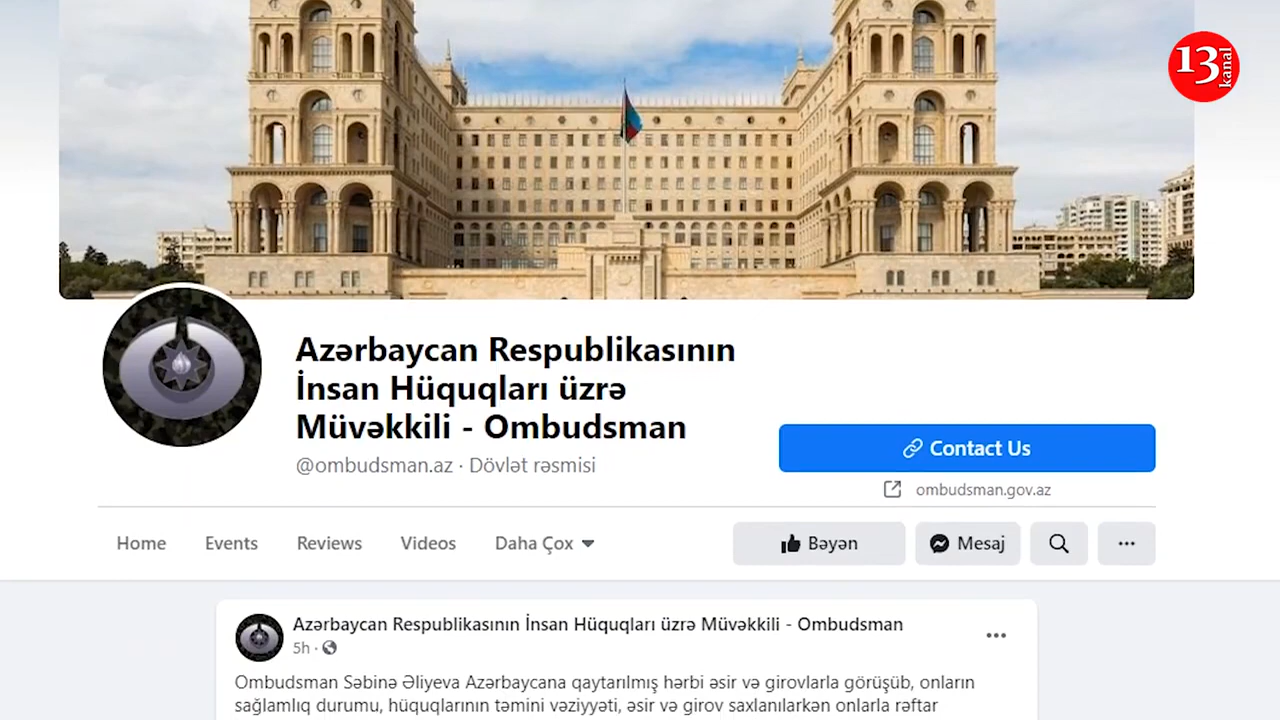 13 kanal
Azərbaycan Respublikasının
İnsan Hüquqları üzrə
Müvəkkili - Ombudsman
@ombudsman.az · Dövlət rəsmisi
Contact Us
ombudsman.gov.az
Home Events Reviews Videos Daha Çox Bəyən Mesaj
Azərbaycan Respublikasının İnsan Hüquqları üzrə Müvəkkili - Ombudsman
5h ·
Ombudsman Səbinə Əliyeva Azərbaycana qaytarılmış hərbi əsir və girovlarla görüşüb, onların
sağlamlıq durumu, hüquqlarının təmini vəziyyəti, əsir və girov saxlanılarkən onlarla rəftar